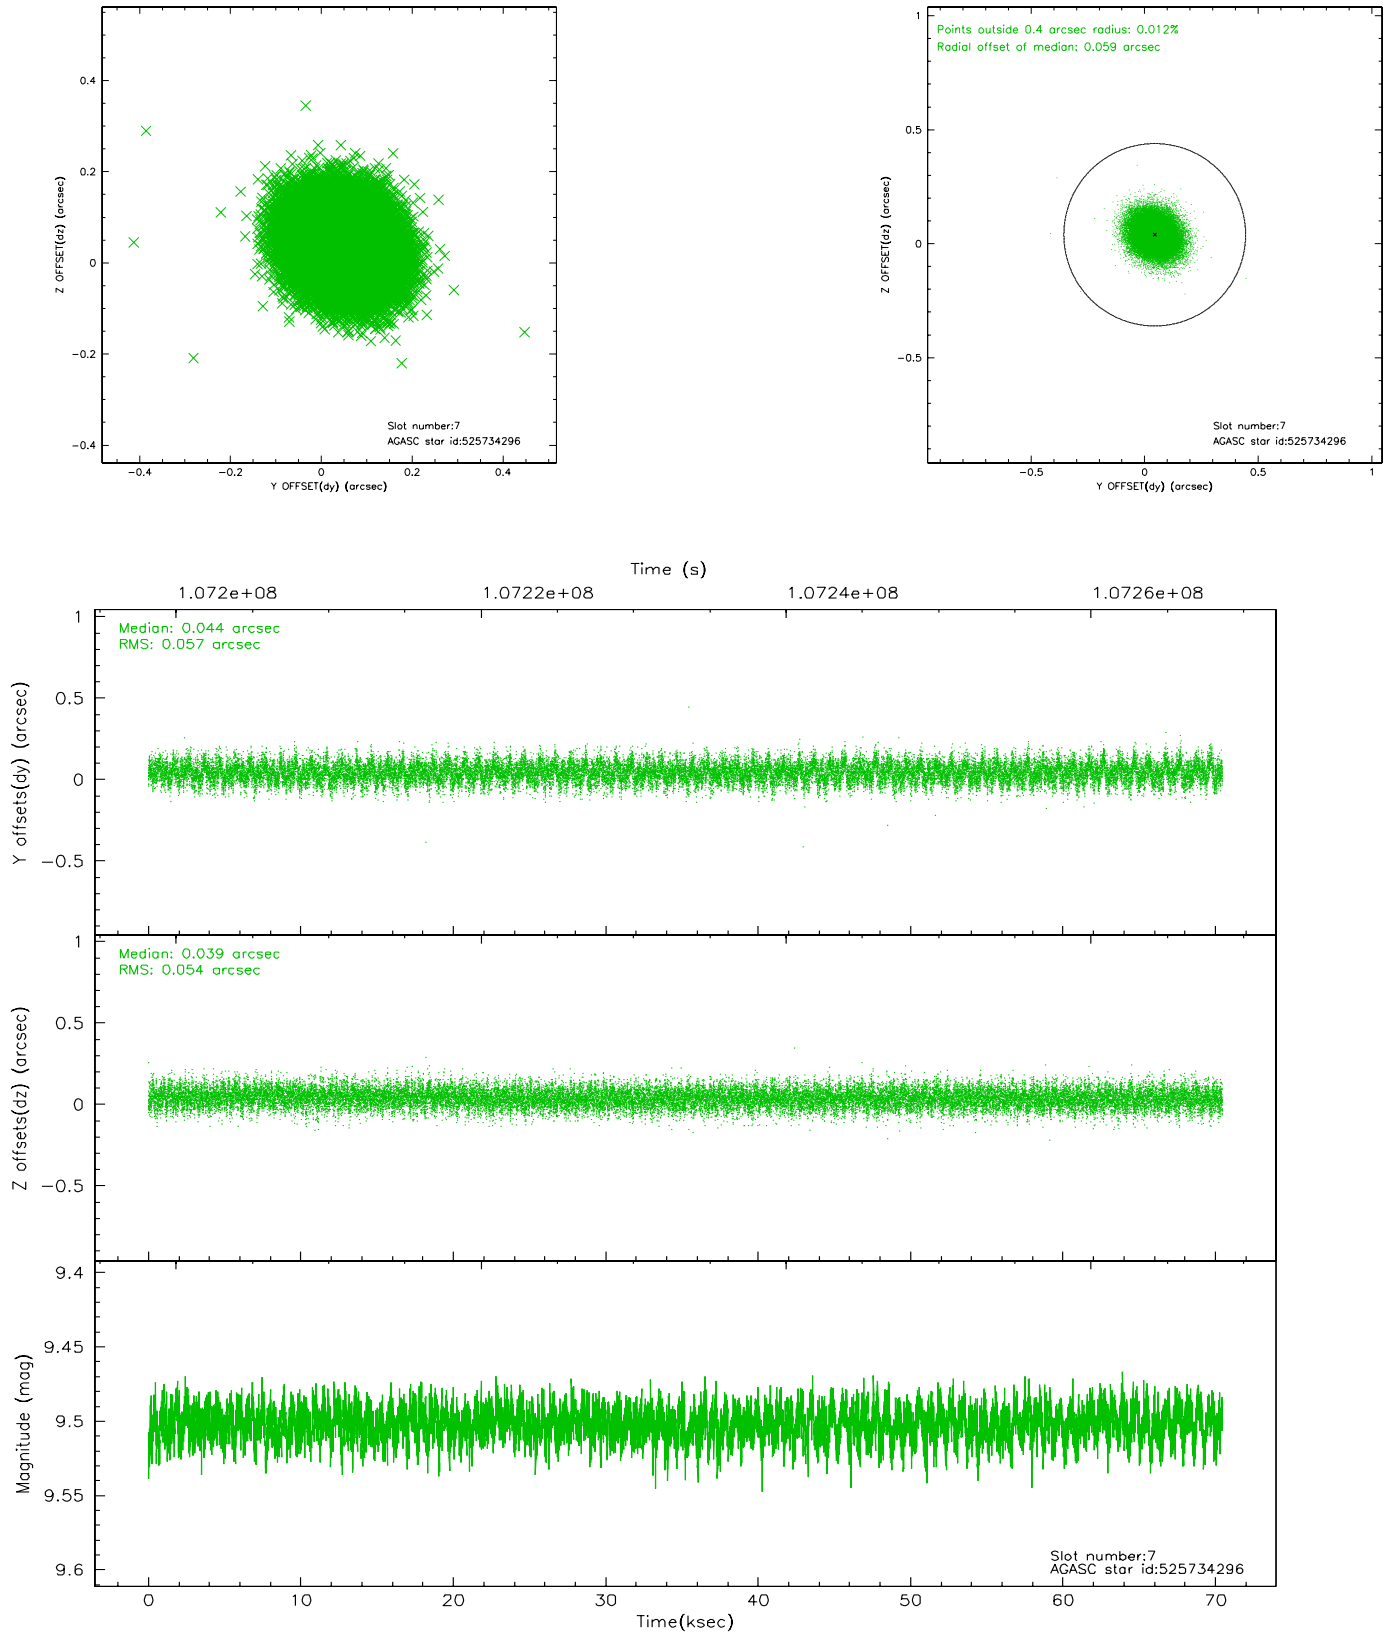 0.4
0.2
0
−0.2
−0.4
Z OFFSET(dz) (arcsec)
Slot number:7
AGASC star id:525734296
−0.4 −0.2 0 0.2 0.4
Y OFFSET(dy) (arcsec)
Points outside 0.4 arcsec radius: 0.012%
Radial offset of median: 0.059 arcsec
1
0.5
0
−0.5
Z OFFSET(dz) (arcsec)
Slot number:7
AGASC star id:525734296
−0.5 0 0.5 1
Y OFFSET(dy) (arcsec)
Time (s)
1.072e+08 1.0722e+08 1.0724e+08 1.0726e+08
Median: 0.044 arcsec
RMS: 0.057 arcsec
1
0.5
0
−0.5
Y offsets(dy) (arcsec)
Median: 0.039 arcsec
RMS: 0.054 arcsec
1
0.5
0
−0.5
Z offsets(dz) (arcsec)
9.4
9.45
9.5
9.55
9.6
Magnitude (mag)
Slot number:7
AGASC star id:525734296
0 10 20 30 40 50 60 70
Time(ksec)